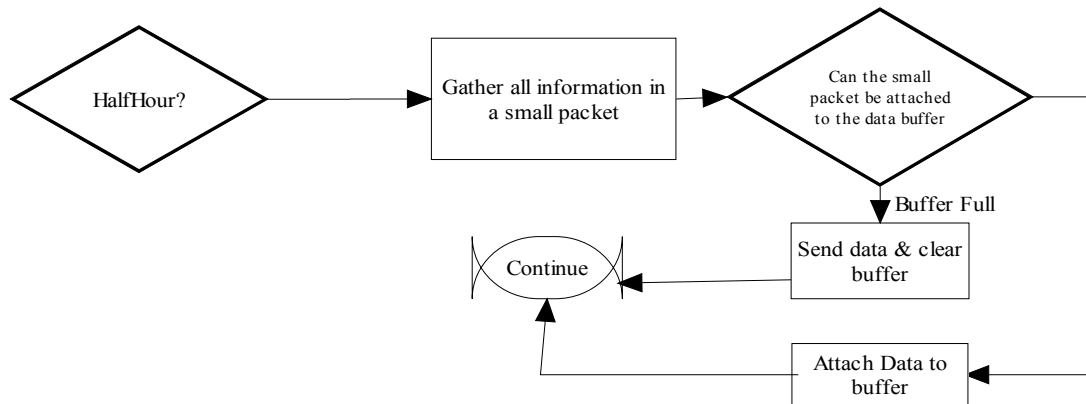 HalfHour?
Gather all information in
a small packet
Can the small
packet be attached
to the data buffer
Buffer Full
Send data & clear
buffer
Continue
Attach Data to
buffer